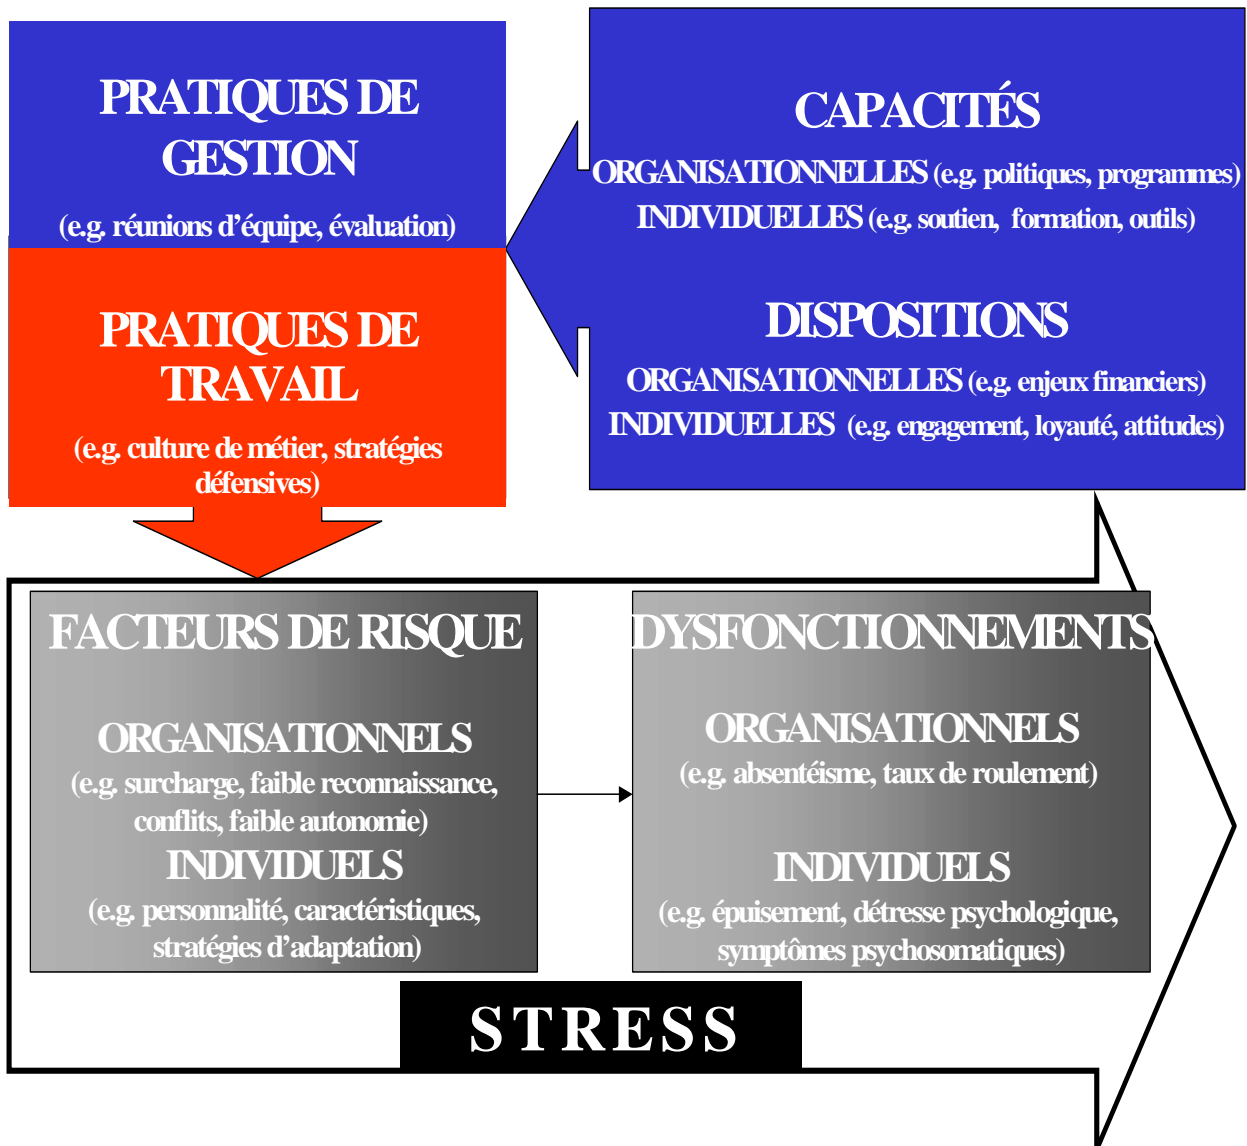 PRATIQUES DE
GESTION
(e.g. réunions d’équipe, évaluation)
PRATIQUES DE
TRAVAIL
(e.g. culture de métier, stratégies
défensives)
CAPACITÉS
ORGANISATIONNELLES (e.g. politiques, programmes)
INDIVIDUELLES (e.g. soutien, formation, outils)
DISPOSITIONS
ORGANISATIONNELLES (e.g. enjeux financiers)
INDIVIDUELLES (e.g. engagement, loyauté, attitudes)
FACTEURS DE RISQUE
ORGANISATIONNELS
(e.g. surcharge, faible reconnaissance,
conflits, faible autonomie)
INDIVIDUELS
(e.g. personnalité, caractéristiques,
stratégies d’adaptation)
DYSFONCTIONNEMENTS
ORGANISATIONNELS
(e.g. absentéisme, taux de roulement)
INDIVIDUELS
(e.g. épuisement, détresse psychologique,
symptômes psychosomatiques)
STRESS